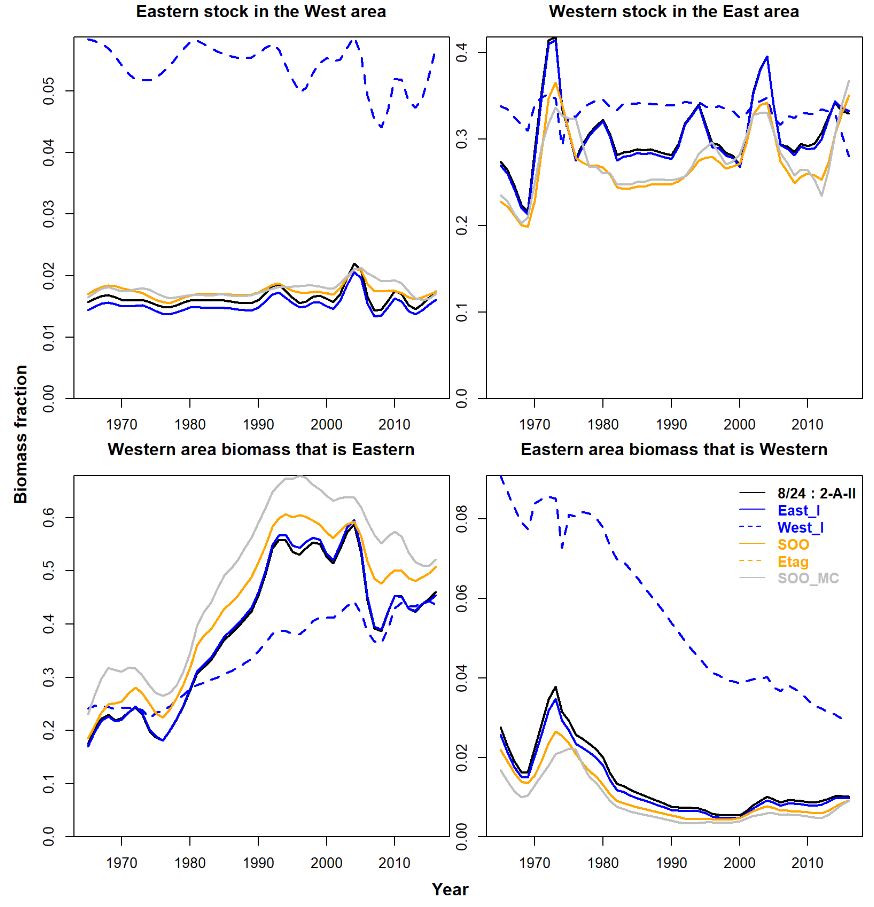 Eastern stock in the West area
Western stock in the East area
0.00 0.01 0.02 0.03 0.04 0.05
0.0 0.1 0.2 0.3 0.4
1970 1980 1990 2000 2010
1970 1980 1990 2000 2010
Biomass fraction
Western area biomass that is Eastern
Eastern area biomass that is Western
0.0 0.1 0.2 0.3 0.4 0.5 0.6
0.00 0.02 0.04 0.06 0.08
8/24 : 2-A-II
East_I
West_I
SOO
Etag
SOO_MC
1970 1980 1990 2000 2010
1970 1980 1990 2000 2010
Year